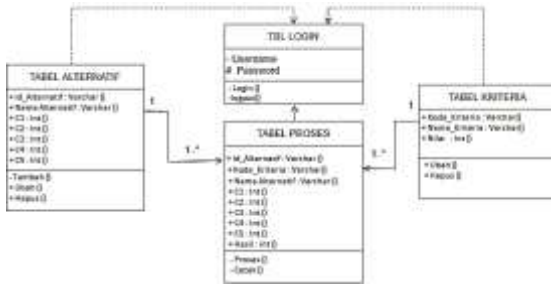 TBL LOGIN
- Username
# Password
- Login()
TABEL ALTERNATIF
+ Id_Alternatif : Varchar()
+ Nama Alternatif : Varchar()
+ C1 : Int()
+ C2 : Int()
+ C3 : Int()
+ C4 : Int()
+ C5 : Int()
- Tambah()
+ Ubah()
+ Hapus()
1
1..*
TABEL PROSES
+ Id_Alternatif : Varchar()
+ Kode_Kriteria : Varchar()
+ Nama Alternatif : Varchar()
+ C1 : Int()
+ C2 : Int()
+ C3 : Int()
+ C4 : Int()
+ C5 : Int()
+ Hasil : Int()
- Proses()
- Cetak()
1
1..*
TABEL KRITERIA
+ Kode_Kriteria : Varchar()
+ Nama_Kriteria : Varchar()
+ Nilai : Int()
+ Ubah()
+ Hapus()